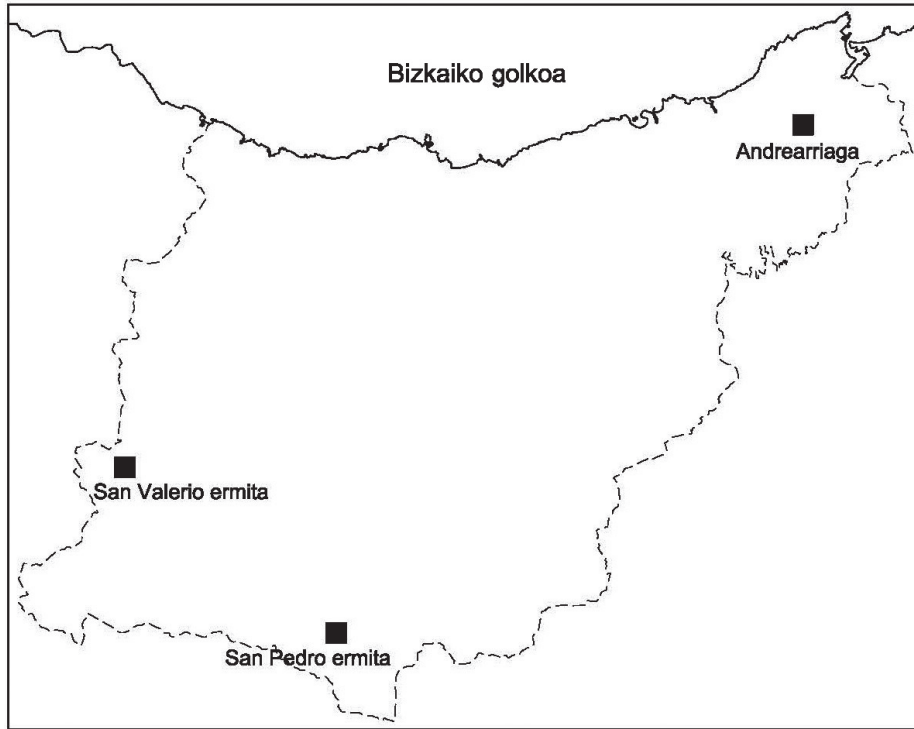 Bizkaiko golkoa
Andrearriaga
San Valerio ermita
San Pedro ermita